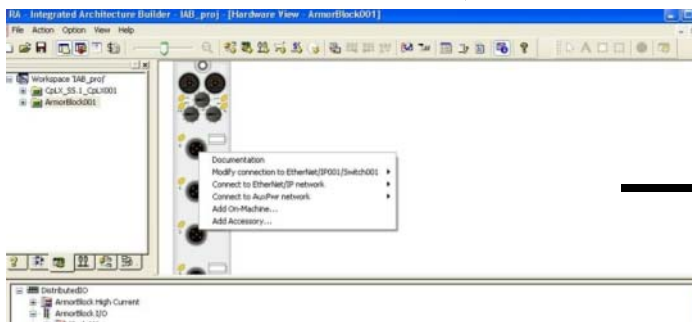 RA - Integrated Architecture Builder - IAB_proj - [Hardware View - ArmorBlock001]
File Action Option View Help
Workspace 'IAB_proj'
CpLX_S5.1_CpLX001
ArmorBlock001
Documentation
Modify connection to EtherNet/IP001/Switch001
Connect to EtherNet/IP network
Connect to AuxPwr network
Add On-Machine...
Add Accessory...
DistributedIO
ArmorBlock High Current
ArmorBlock I/O